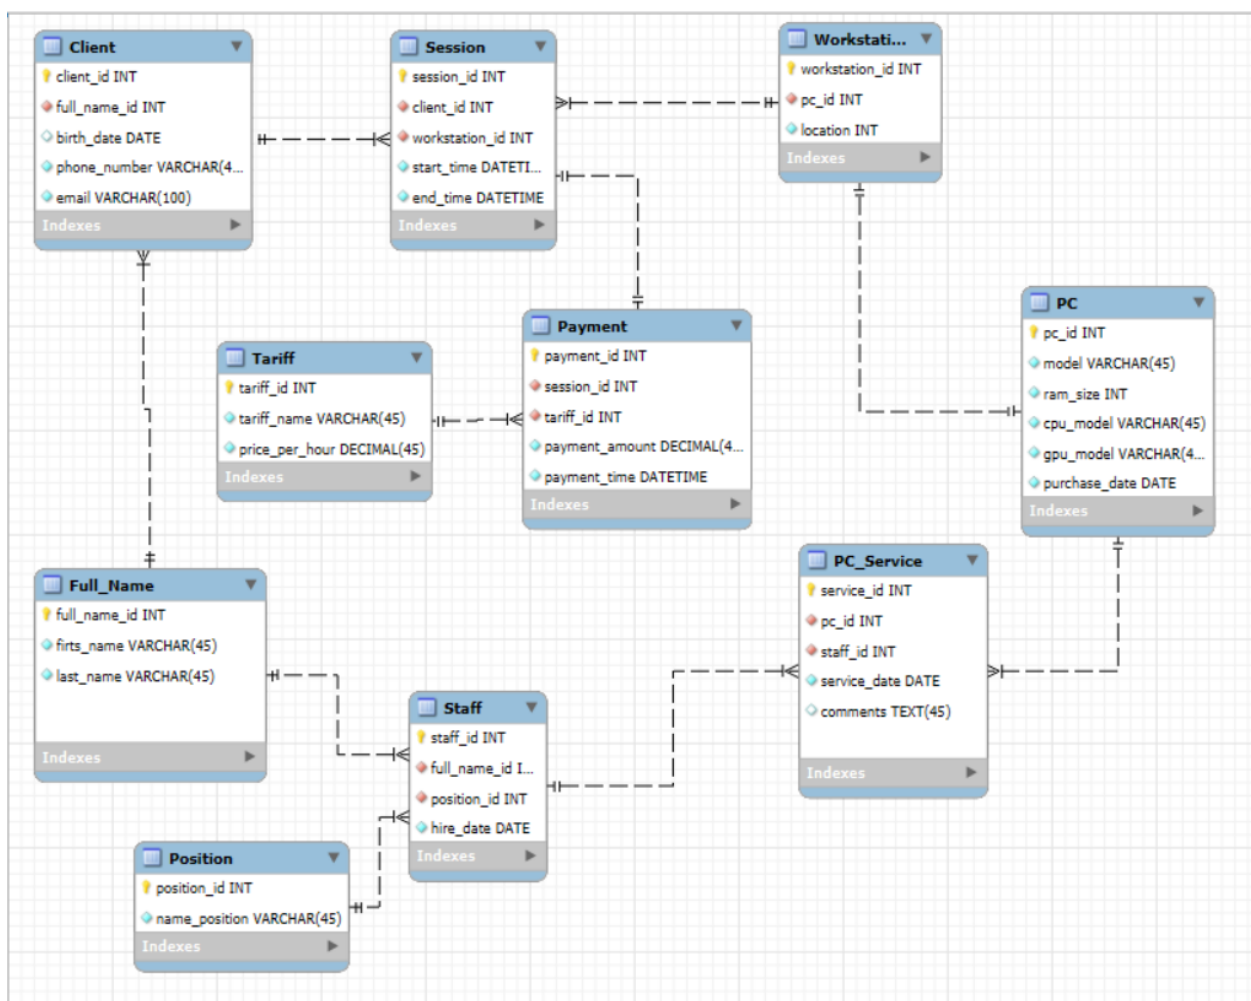 Client
client_id INT
full_name_id INT
birth_date DATE
phone_number VARCHAR(4...
email VARCHAR(100)
Indexes
Session
session_id INT
client_id INT
workstation_id INT
start_time DATETI...
end_time DATETIME
Indexes
Workstati...
workstation_id INT
pc_id INT
location INT
Indexes
PC
pc_id INT
model VARCHAR(45)
ram_size INT
cpu_model VARCHAR(45)
gpu_model VARCHAR(4...
purchase_date DATE
Indexes
Tariff
tariff_id INT
tariff_name VARCHAR(45)
price_per_hour DECIMAL(45)
Indexes
Payment
payment_id INT
session_id INT
tariff_id INT
payment_amount DECIMAL(4...
payment_time DATETIME
Indexes
Full_Name
full_name_id INT
firts_name VARCHAR(45)
last_name VARCHAR(45)
Indexes
Staff
staff_id INT
full_name_id I...
position_id INT
hire_date DATE
Indexes
PC_Service
service_id INT
pc_id INT
staff_id INT
service_date DATE
comments TEXT(45)
Indexes
Position
position_id INT
name_position VARCHAR(45)
Indexes